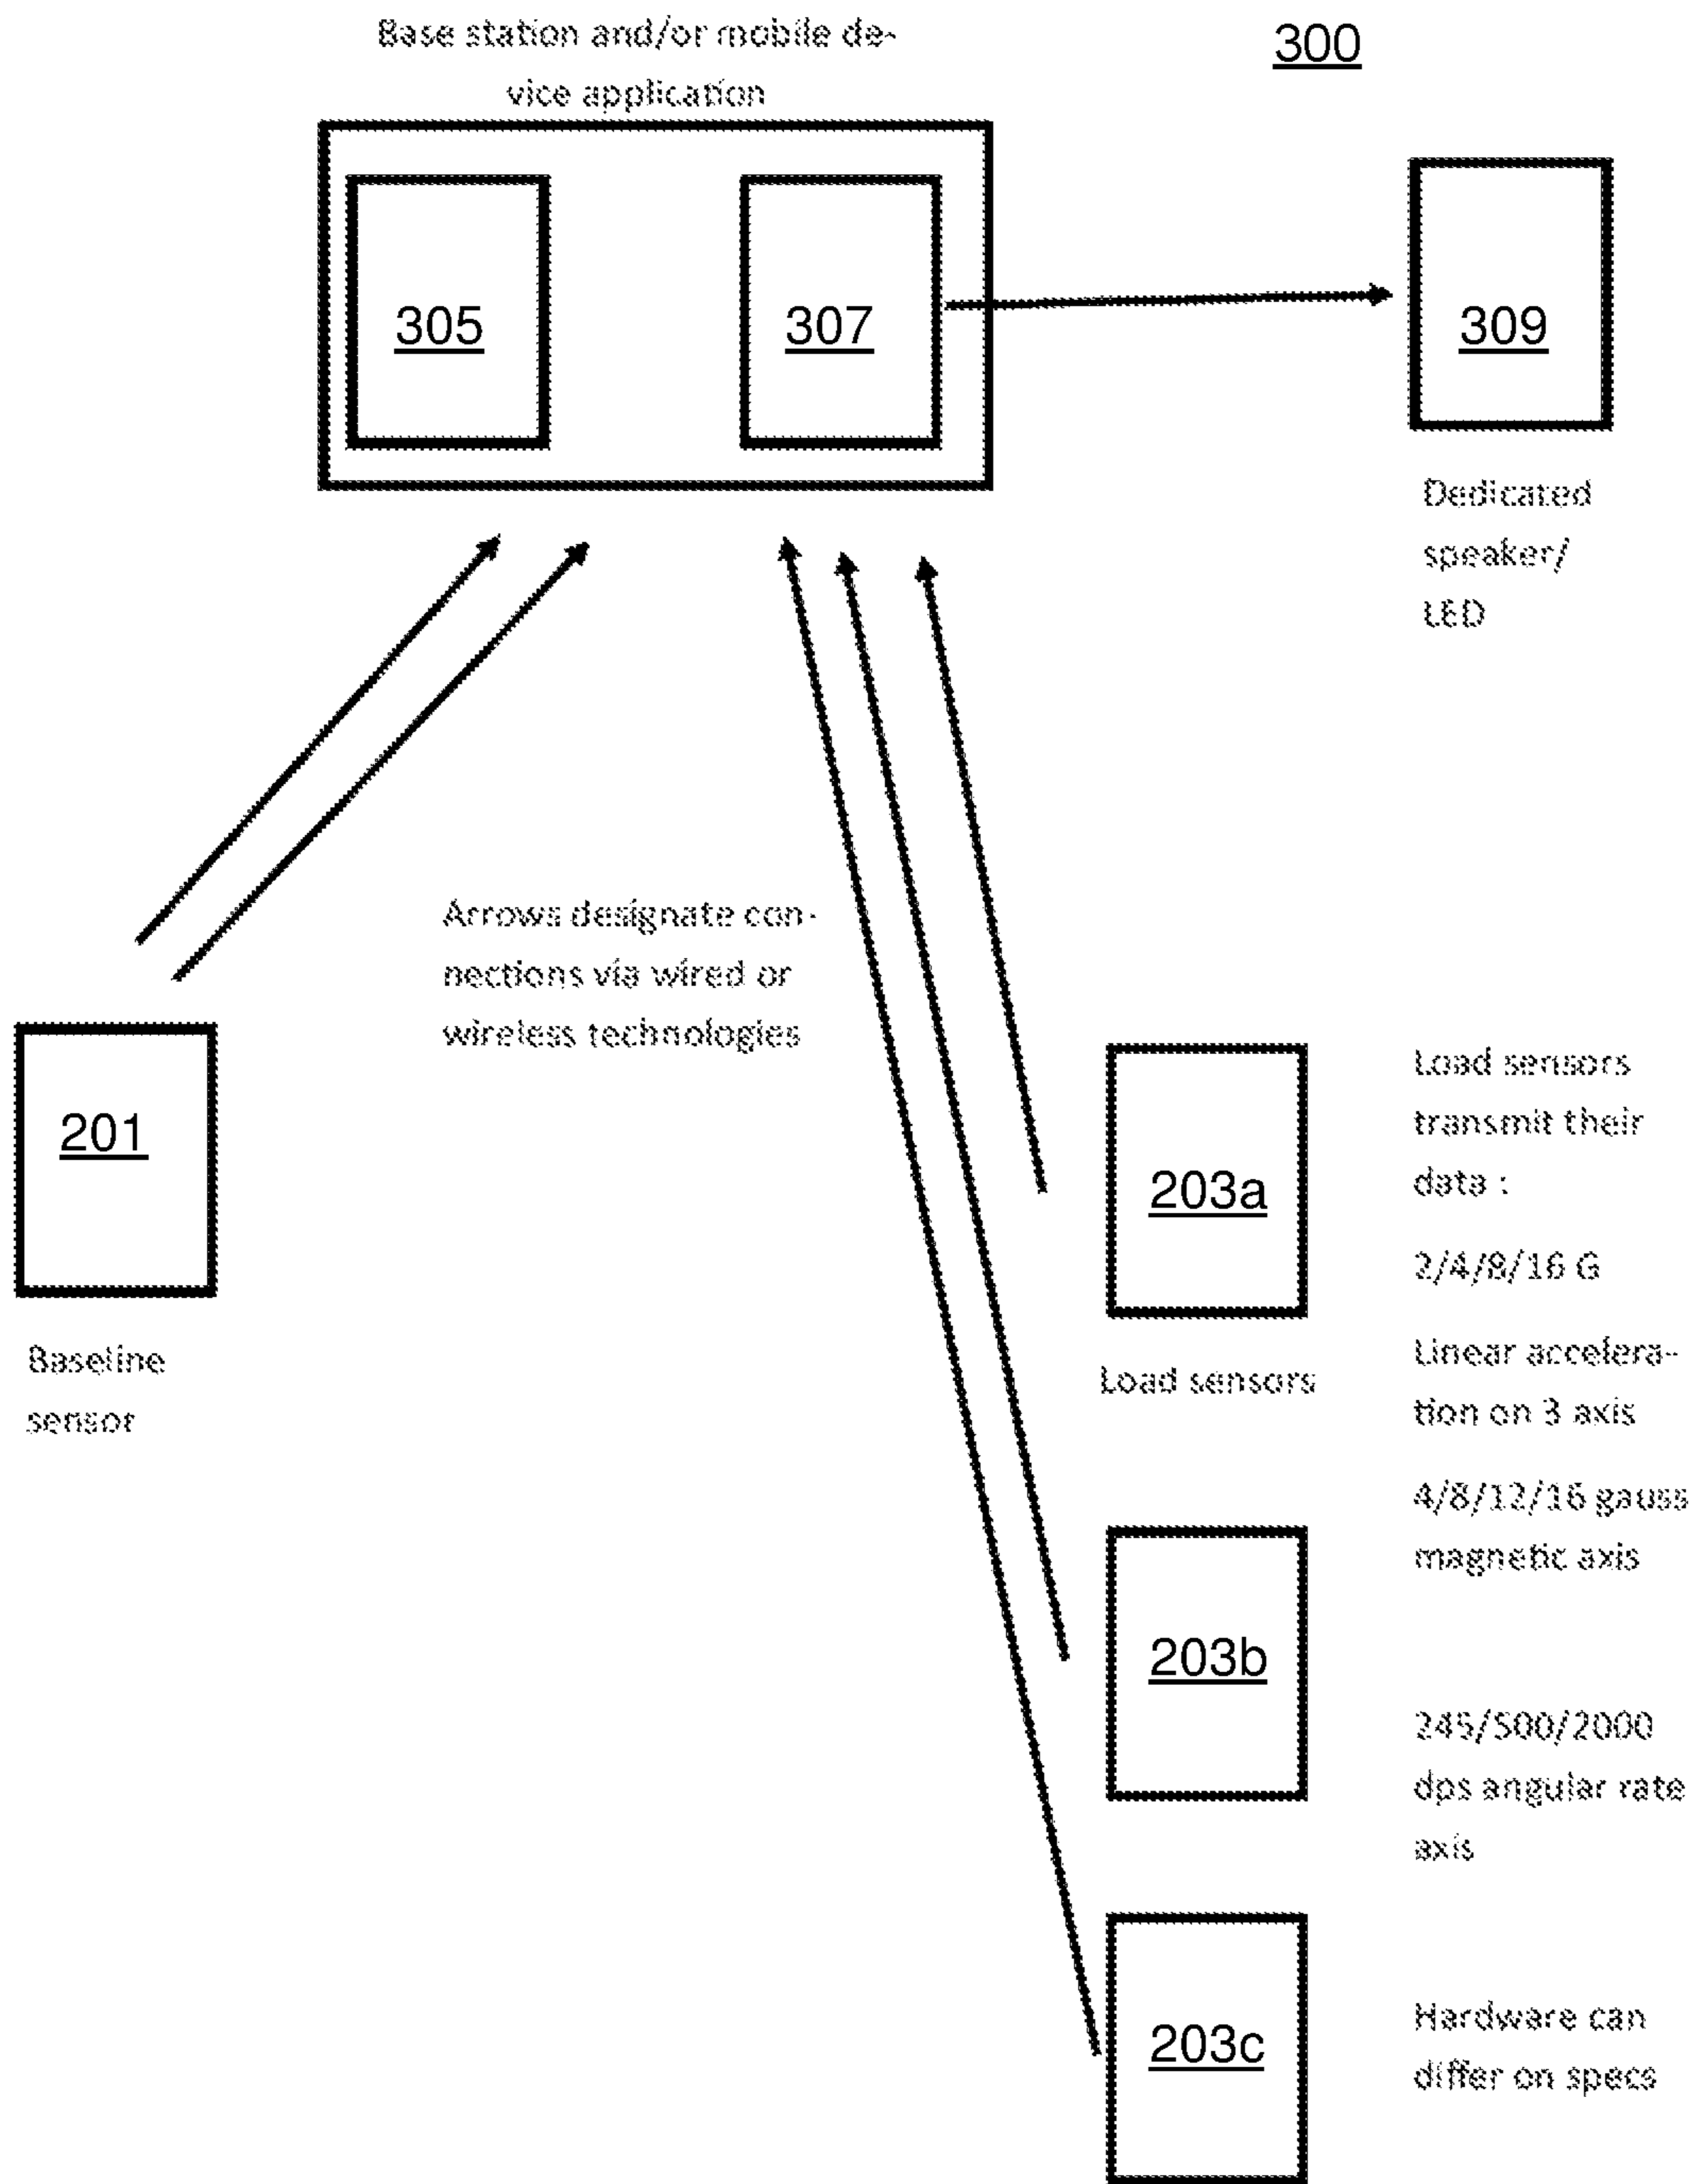 Base station and/or mobile de-
vice application
300
305
307
309
Dedicated
speaker/
LED
Arrows designate con-
nections via wired or
wireless technologies
201
Baseline
sensor
203a
Load sensors
Load sensors
transmit their
data :
2/4/8/16 G
Linear accelera-
tion on 3 axis
4/8/12/16 gauss
magnetic axis
203b
245/500/2000
dps angular rate
axis
203c
Hardware can
differ on specs